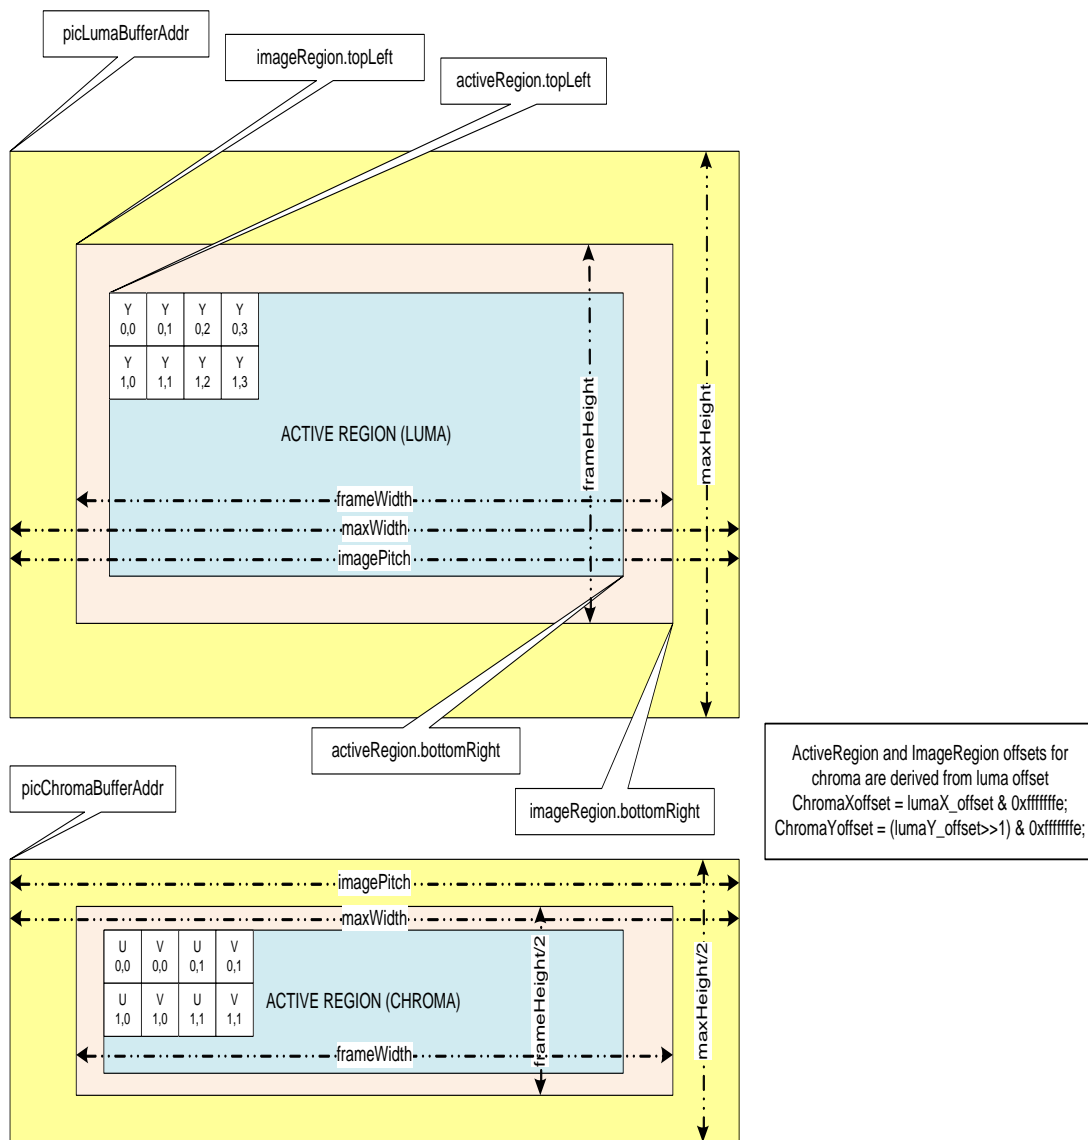 picLumaBufferAddr
imageRegion.topLeft
activeRegion.topLeft
Y Y Y Y
0,0 0,1 0,2 0,3
Y Y Y Y
1,0 1,1 1,2 1,3
ACTIVE REGION (LUMA)
frameHeight
maxHeight
frameWidth
maxWidth
imagePitch
activeRegion.bottomRight
imageRegion.bottomRight
ActiveRegion and ImageRegion offsets for
chroma are derived from luma offset
ChromaXoffset = lumaX_offset & 0xfffffffe;
ChromaYoffset = (lumaY_offset>>1) & 0xfffffffe;
picChromaBufferAddr
imagePitch
maxWidth
U V U V
0,0 0,0 0,1 0,1
U V U V
1,0 1,0 1,1 1,1
ACTIVE REGION (CHROMA)
frameHeight/2
maxHeight/2
frameWidth